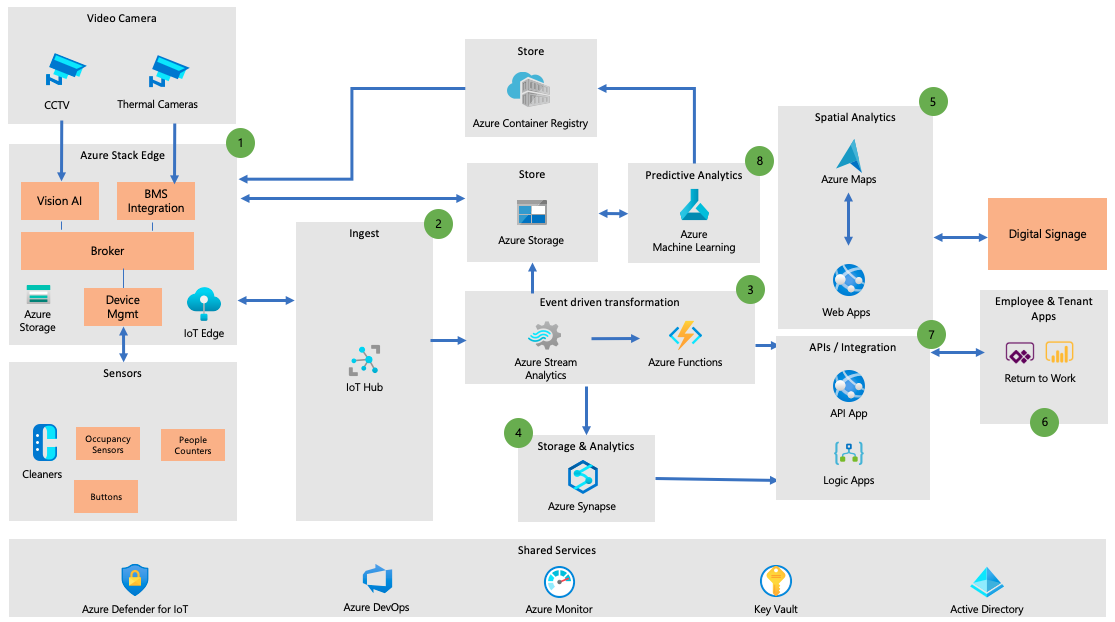 Video Camera
CCTV
Thermal Cameras
1
Azure Stack Edge
Vision AI
BMS
Integration
Broker
Azure
Storage
Device
Mgmt
IoT Edge
Sensors
Cleaners
Occupancy
Sensors
People
Counters
Buttons
2
Ingest
IoT Hub
Store
Azure Container Registry
Store
Azure Storage
8
Predictive Analytics
Azure
Machine Learning
3
Event driven transformation
Azure Stream
Analytics
Azure Functions
4
Storage & Analytics
Azure Synapse
5
Spatial Analytics
Azure Maps
Web Apps
7
APIs / Integration
API App
Logic Apps
Digital Signage
Employee & Tenant
Apps
Return to Work
6
Shared Services
Azure Defender for IoT
Azure DevOps
Azure Monitor
Key Vault
Active Directory